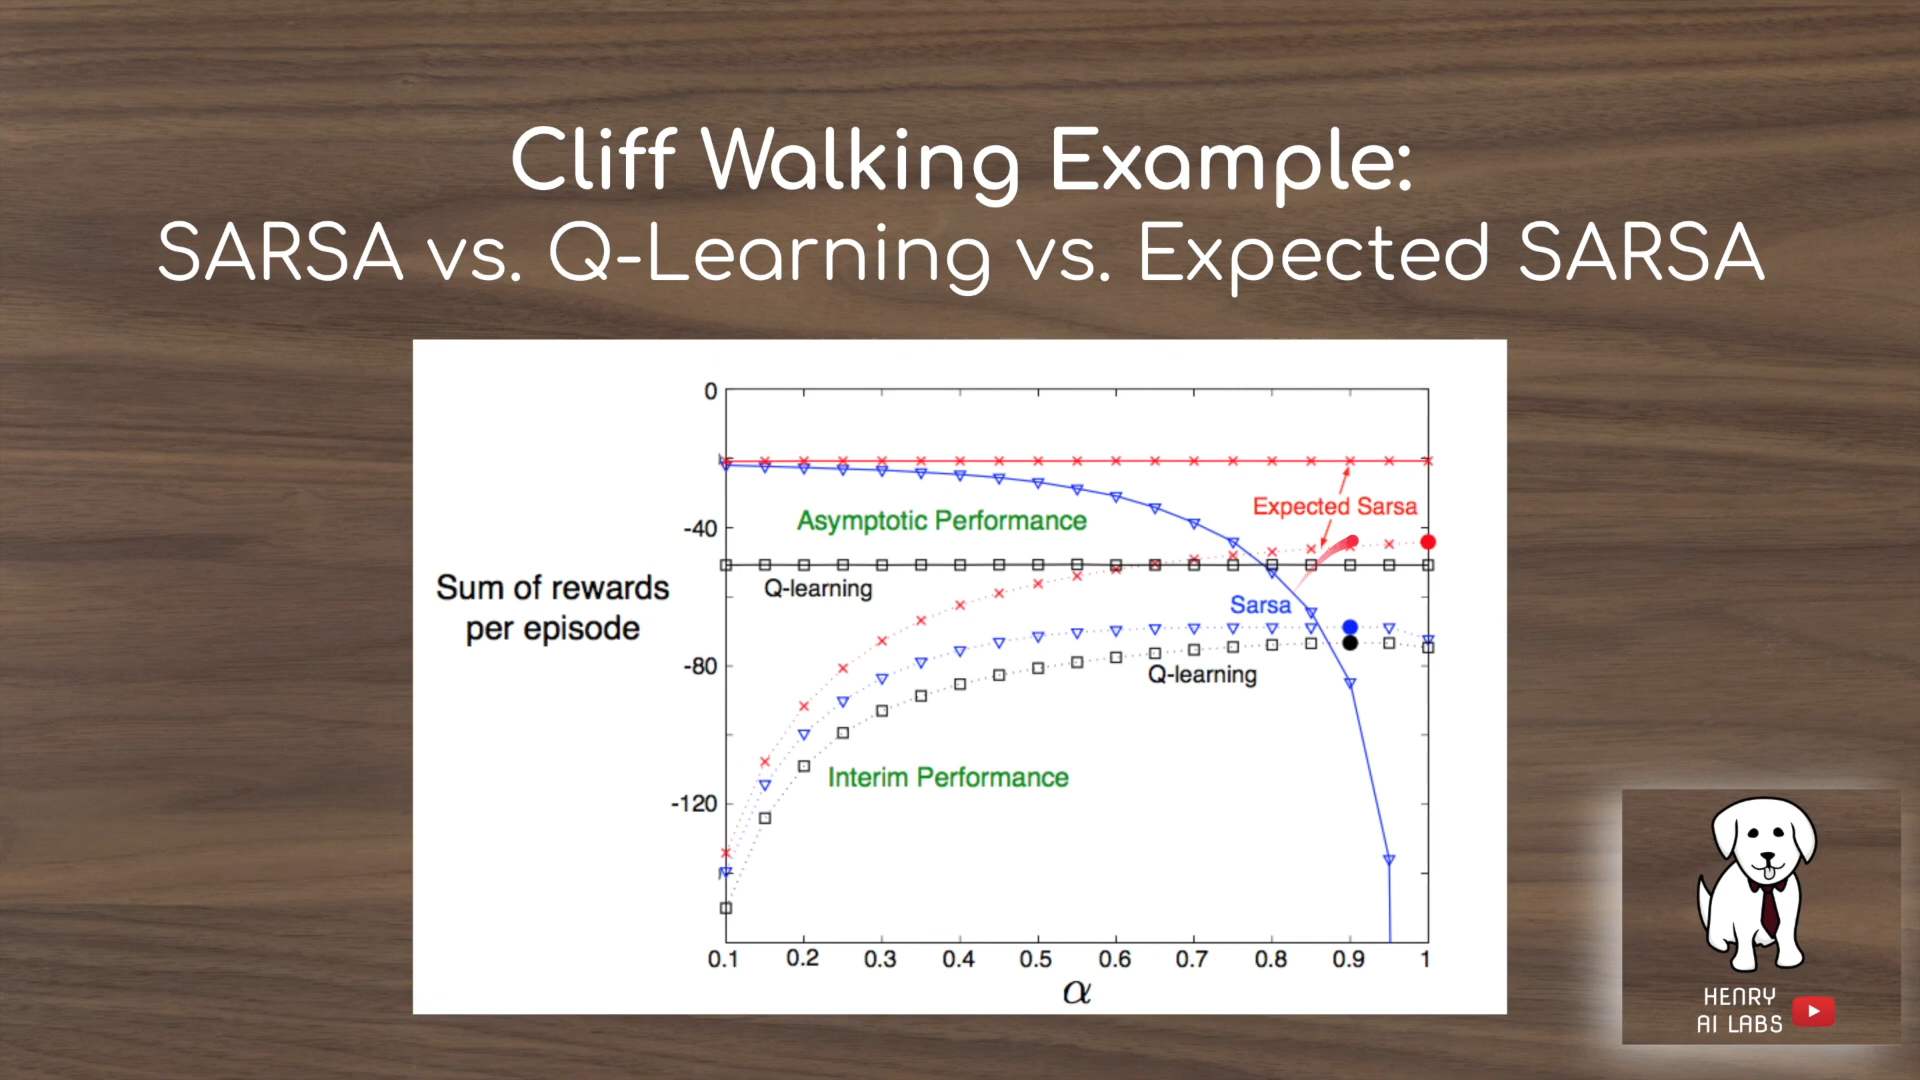 Cliff Walking Example:
SARSA vs. Q-Learning vs. Expected SARSA
0
-40
-80
-120
Sum of rewards
per episode
Expected Sarsa
Asymptotic Performance
Q-learning
Sarsa
Q-learning
Interim Performance
0.1 0.2 0.3 0.4 0.5 0.6 0.7 0.8 0.9 1
α
HENRY
AI LABS